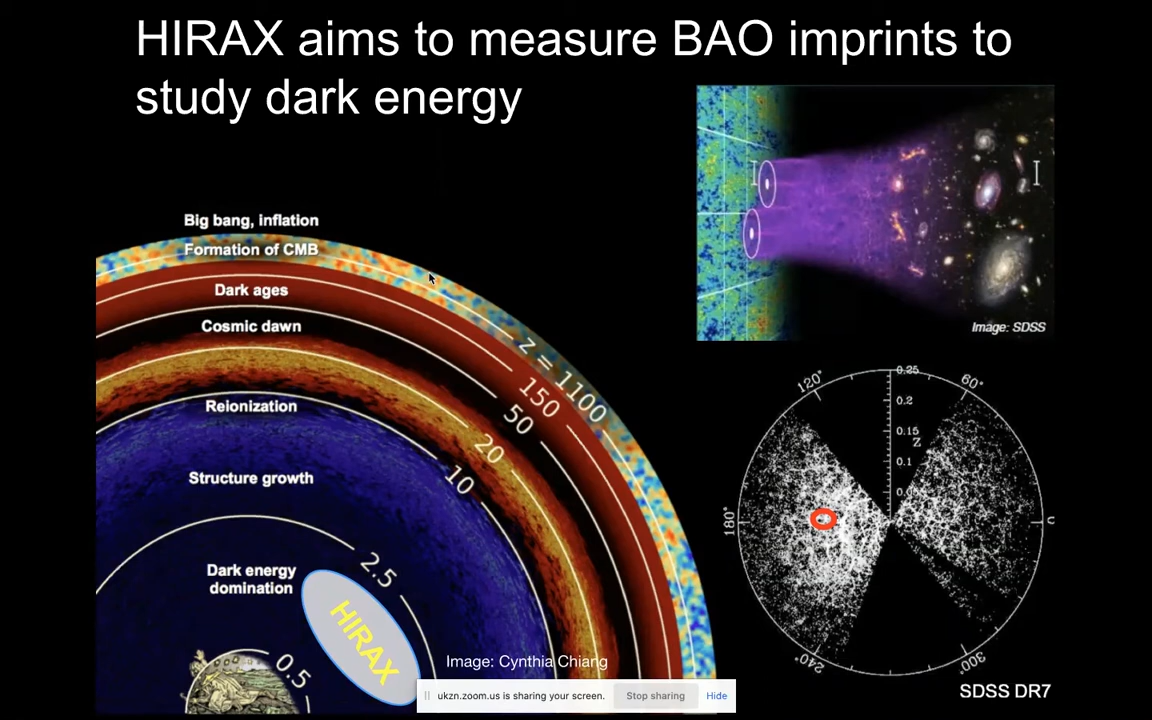 HIRAX aims to measure BAO imprints to
study dark energy
Image: SDSS
Big bang, inflation
Formation of CMB
Dark ages
Cosmic dawn
Reionization
Structure growth
Dark energy
domination
z = 1100
150
50
20
10
2.5
0.5
HIRAX
Image: Cynthia Chiang
120°
60°
180°
240°
300°
0.25
0.2
0.15
z
0.1
SDSS DR7
ukzn.zoom.us is sharing your screen.
Stop sharing
Hide